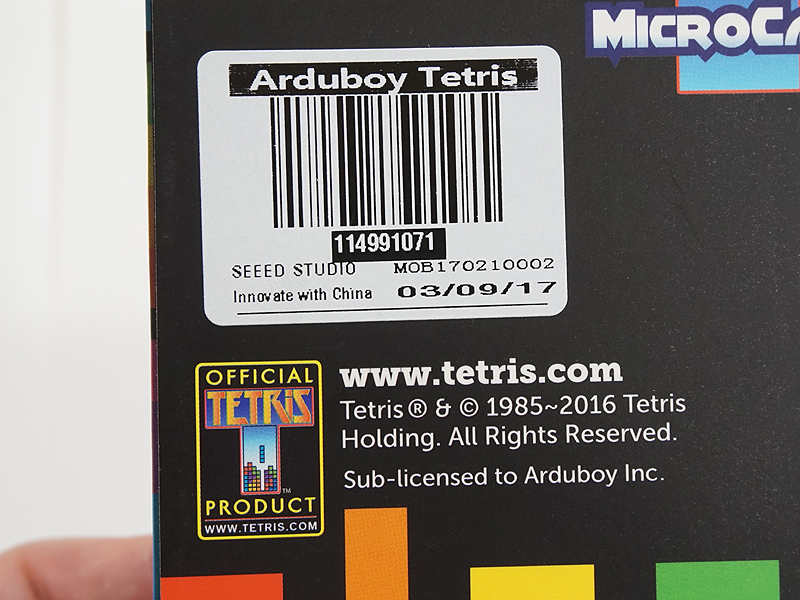 Arduboy Tetris
114991071
SEEED STUDIO MOB170210002
Innovate with China 03/09/17
OFFICIAL
TETRIS
PRODUCT
WWW.TETRIS.COM
www.tetris.com
Tetris ® & © 1985~2016 Tetris
Holding. All Rights Reserved.
Sub-licensed to Arduboy Inc.